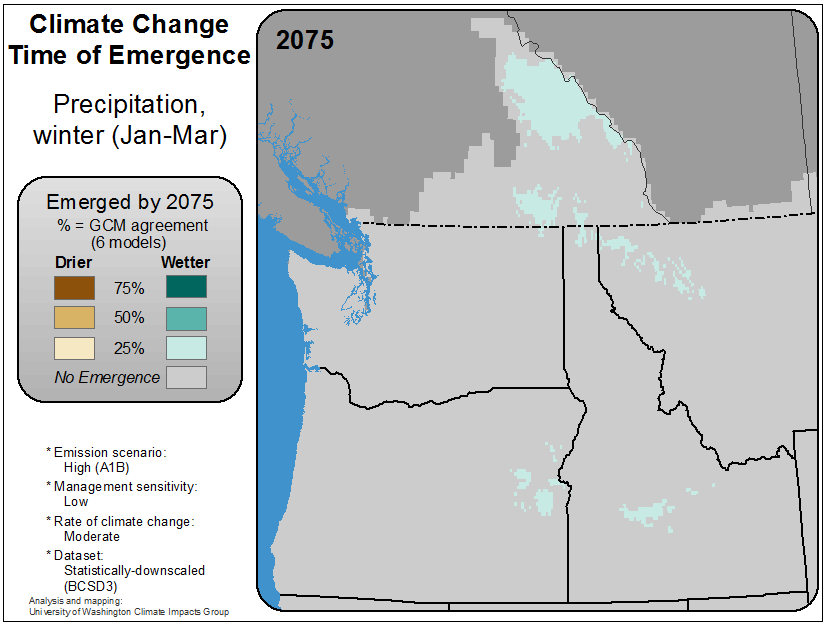 Climate Change
Time of Emergence
Precipitation,
winter (Jan-Mar)
Emerged by 2075
% = GCM agreement
(6 models)
Drier Wetter
75%
50%
25%
No Emergence
* Emission scenario:
High (A1B)
* Management sensitivity:
Low
* Rate of climate change:
Moderate
* Dataset:
Statistically-downscaled
(BCSD3)
Analysis and mapping:
University of Washington Climate Impacts Group
2075